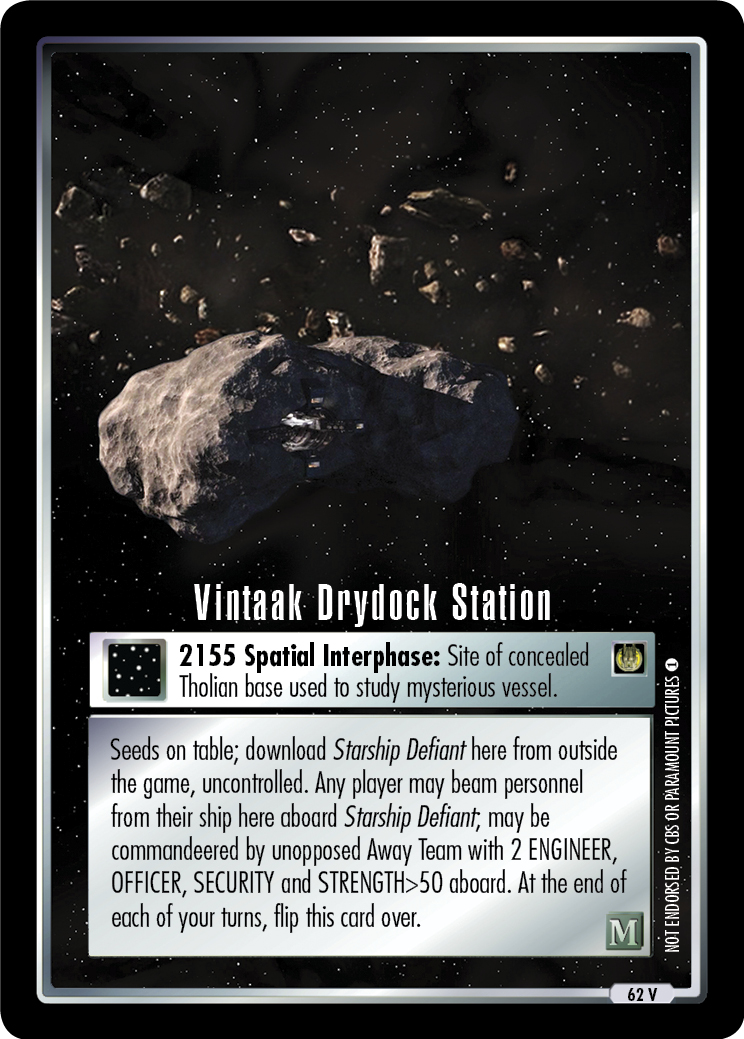 Vintaak Drydock Station
2155 Spatial Interphase: Site of concealed
Tholian base used to study mysterious vessel.
Seeds on table; download Starship Defiant here from outside
the game, uncontrolled. Any player may beam personnel
from their ship here aboard Starship Defiant; may be
commandeered by unopposed Away Team with 2 ENGINEER,
OFFICER, SECURITY and STRENGTH>50 aboard. At the end of
each of your turns, flip this card over.
M
NOT ENDORSED BY CBS OR PARAMOUNT PICTURES 1
62 V